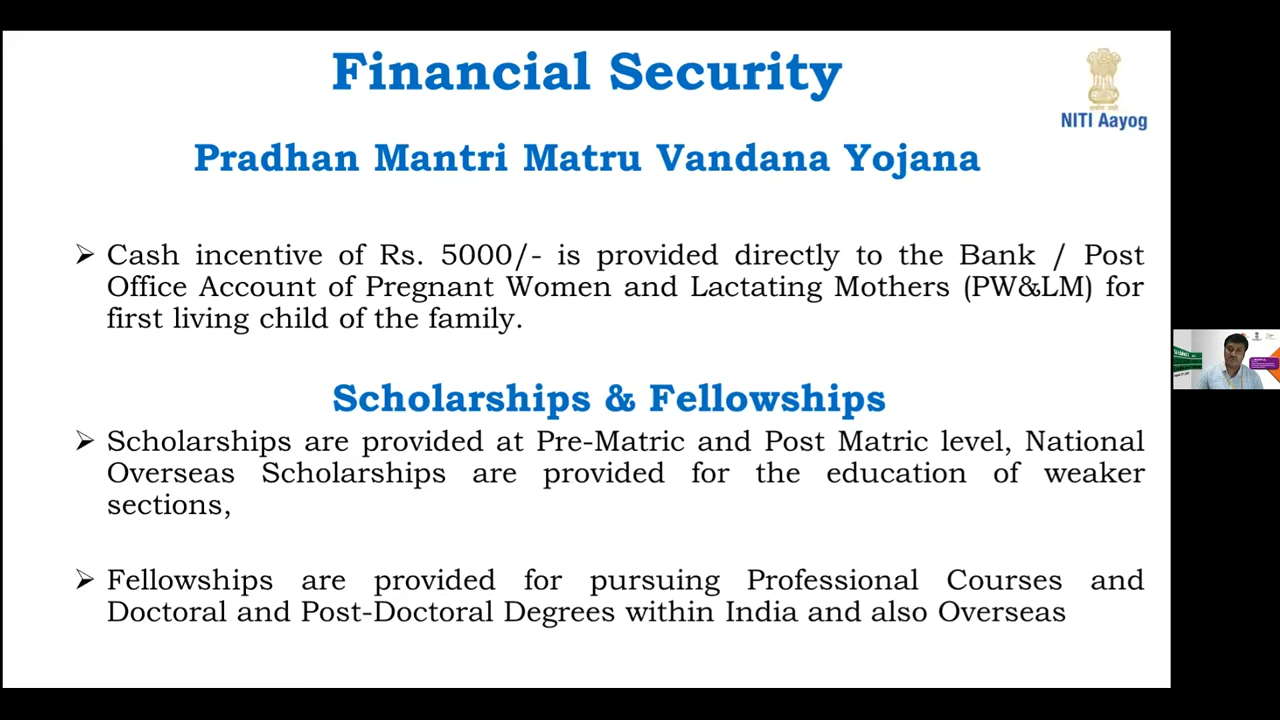 Financial Security
NITI Aayog
Pradhan Mantri Matru Vandana Yojana
➢ Cash incentive of Rs. 5000/- is provided directly to the Bank / Post
Office Account of Pregnant Women and Lactating Mothers (PW&LM) for
first living child of the family.
Scholarships & Fellowships
➢ Scholarships are provided at Pre-Matric and Post Matric level, National
Overseas Scholarships are provided for the education of weaker
sections,
➢ Fellowships are provided for pursuing Professional Courses and
Doctoral and Post-Doctoral Degrees within India and also Overseas